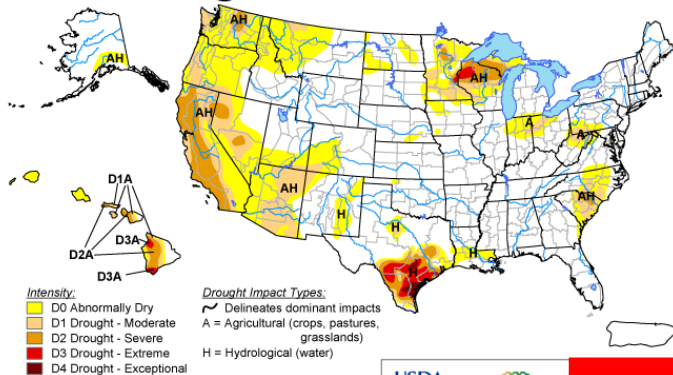 AH
AH
AH
AH
A
AH
A
D1A
AH
AH
H
H
D3A
H
D2A
H
D3A
Intensity:
D0 Abnormally Dry
D1 Drought - Moderate
D2 Drought - Severe
D3 Drought - Extreme
D4 Drought - Exceptional
Drought Impact Types:
Delineates dominant impacts
A = Agricultural (crops, pastures,
grasslands)
H = Hydrological (water)
USDA